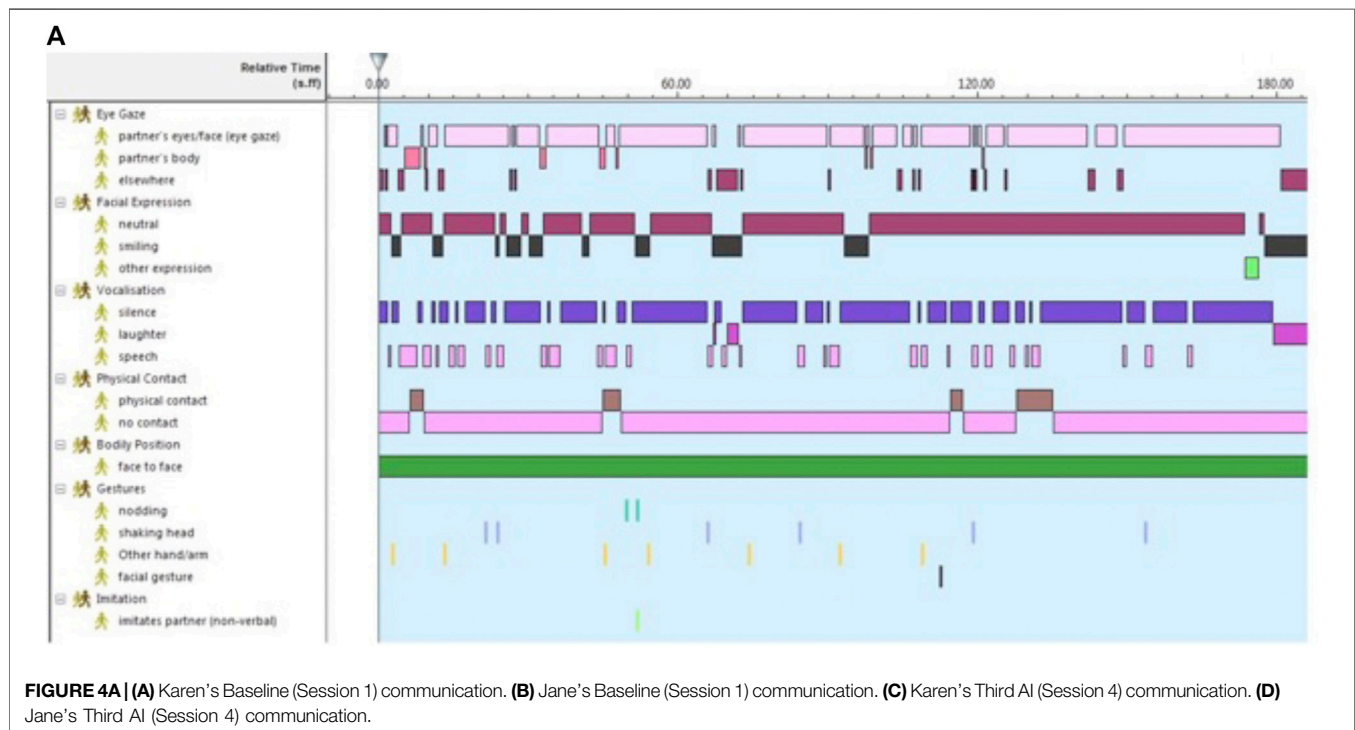 A
Relative Time
(s.ff)
0.00 60.00 120.00 180.00
Eye Gaze
partner's eyes/face (eye gaze)
partner's body
elsewhere
Facial Expression
neutral
smiling
other expression
Vocalisation
silence
laughter
speech
Physical Contact
physical contact
no contact
Bodily Position
face to face
Gestures
nodding
shaking head
Other hand/arm
facial gesture
Imitation
imitates partner (non-verbal)
FIGURE 4A | (A) Karen's Baseline (Session 1) communication. (B) Jane's Baseline (Session 1) communication. (C) Karen's Third AI (Session 4) communication. (D)
Jane's Third AI (Session 4) communication.